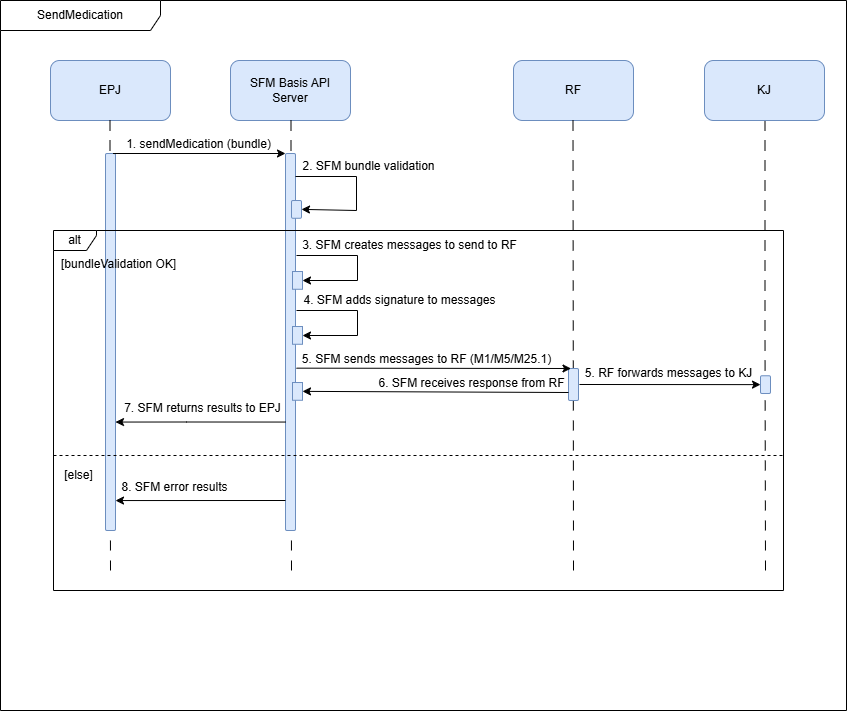 SendMedication
EPJ
SFM Basis API
Server
RF
KJ
1. sendMedication (bundle)
2. SFM bundle validation
alt
[bundleValidation OK]
3. SFM creates messages to send to RF
4. SFM adds signature to messages
5. SFM sends messages to RF (M1/M5/M25.1)
5. RF forwards messages to KJ
6. SFM receives response from RF
7. SFM returns results to EPJ
[else]
8. SFM error results